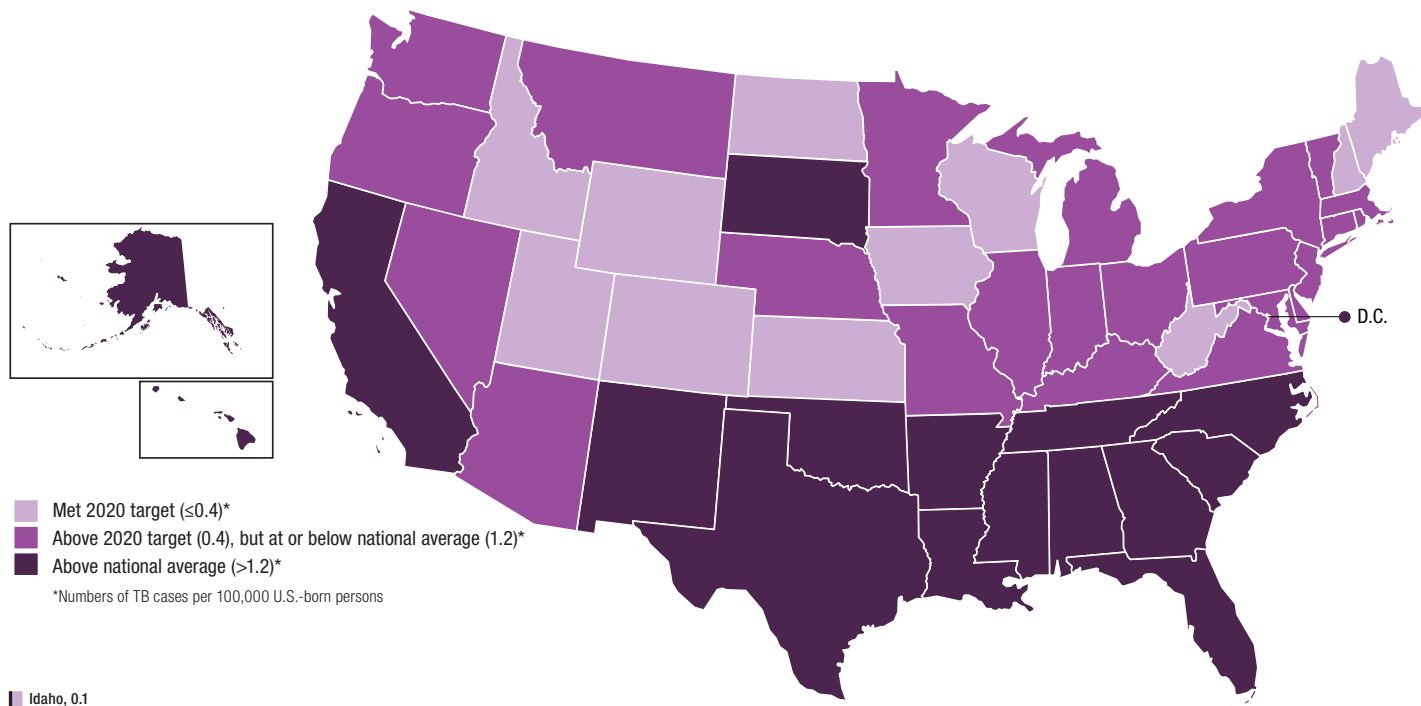 D.C.
Met 2020 target (≤0.4)*
Above 2020 target (0.4), but at or below national average (1.2)*
Above national average (>1.2)*
*Numbers of TB cases per 100,000 U.S.-born persons
Idaho, 0.1